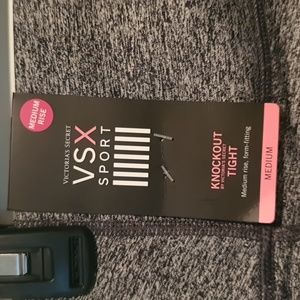 MEDIUM
RISE
VICTORIA'S SECRET
VSX
SPORT
KNOCKOUT
TIGHT
Medium rise, form-fitting
MEDIUM